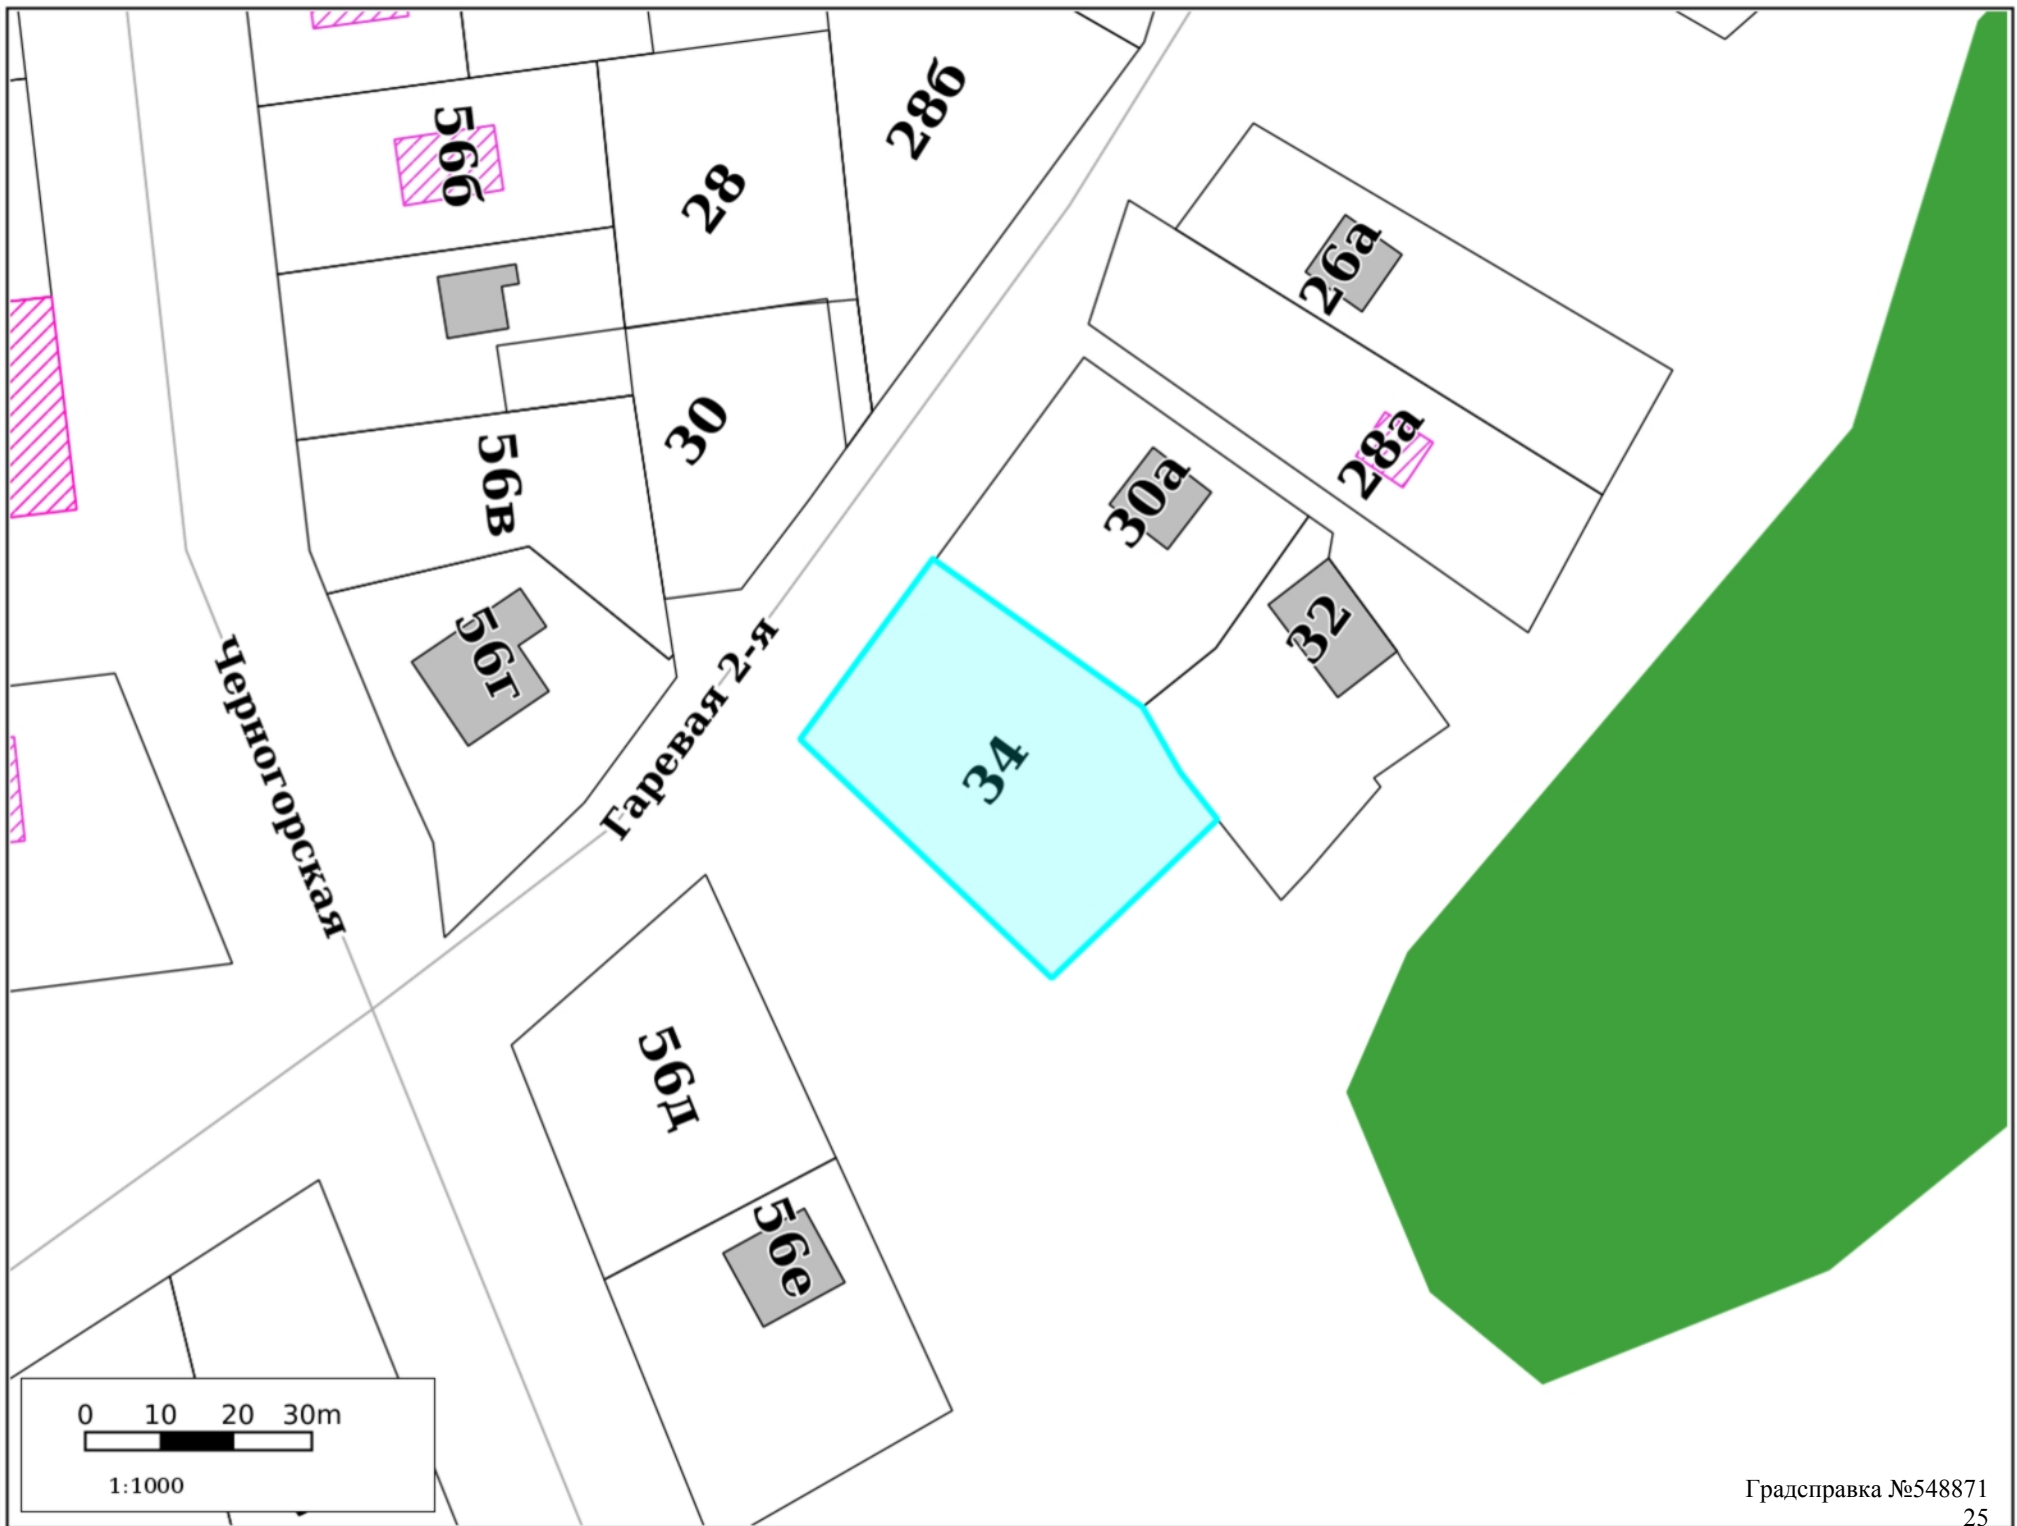 28б
56б
28
26а
30
28а
56в
30а
32
56г
Гаревая 2-я
Черногорская
34
56д
56е
0 10 20 30m
1:1000
Градсправка №548871
25